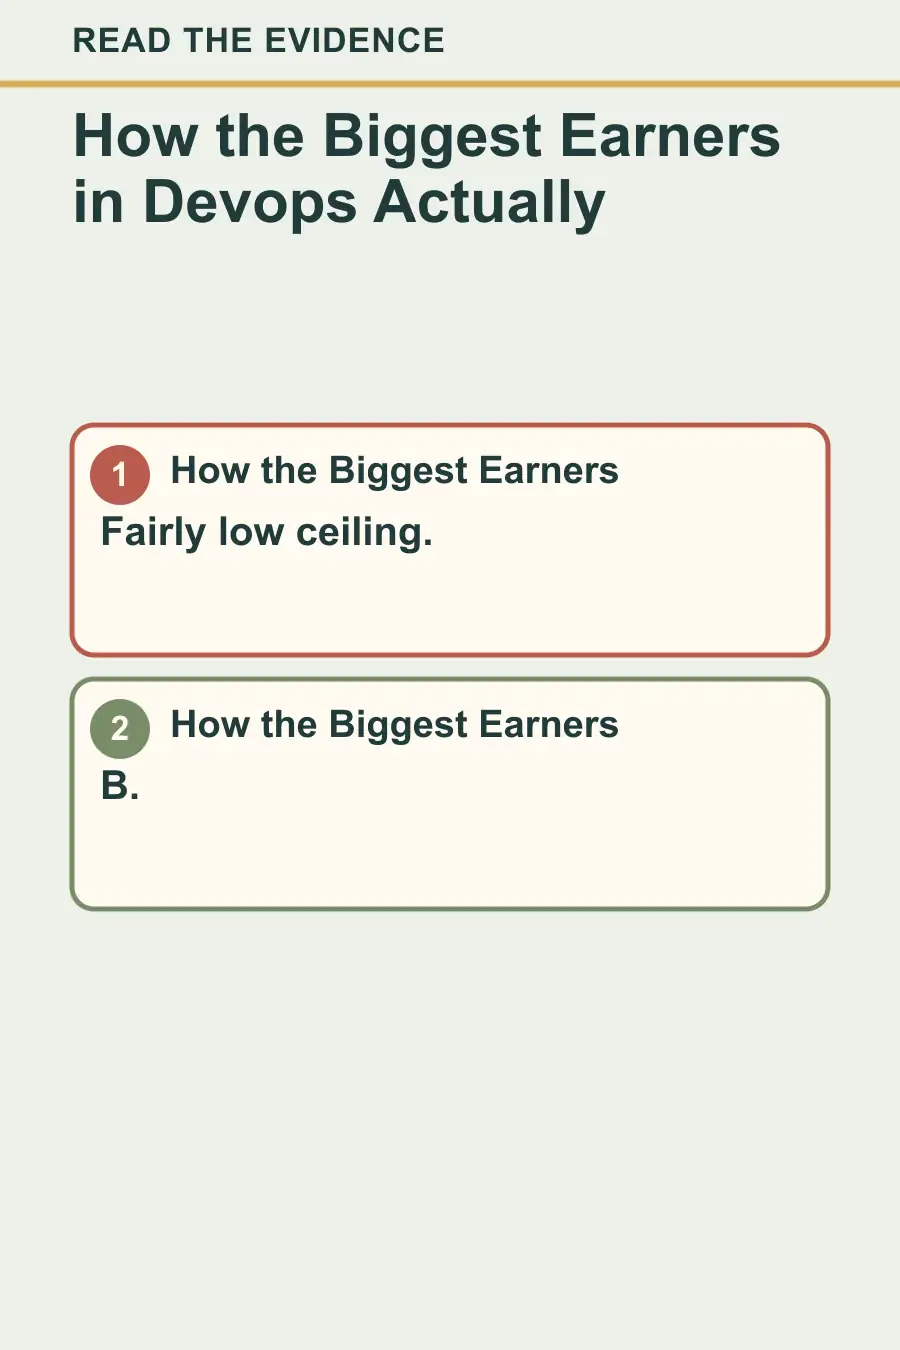 READ THE EVIDENCE
How the Biggest Earners
in Devops Actually
1 How the Biggest Earners
Fairly low ceiling.
2 How the Biggest Earners
B.